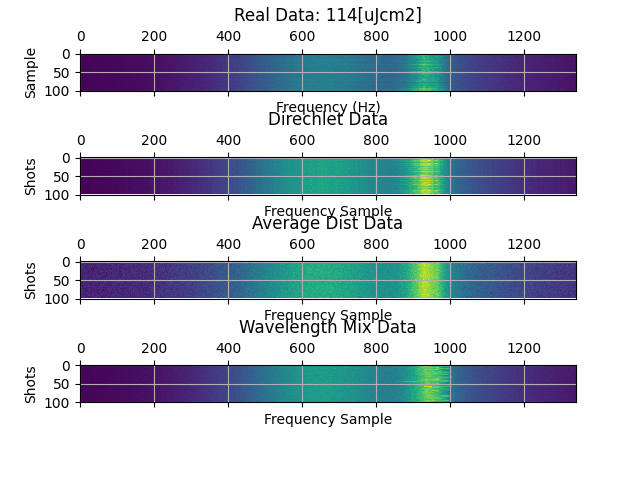 Real Data: 114[uJcm2]
0 200 400 600 800 1000 1200
Sample
0
50
100
Frequency (Hz)
Direchlet Data
0 200 400 600 800 1000 1200
Shots
0
50
100
Frequency Sample
Average Dist Data
0 200 400 600 800 1000 1200
Shots
0
50
100
Frequency Sample
Wavelength Mix Data
0 200 400 600 800 1000 1200
Shots
0
50
100
Frequency Sample